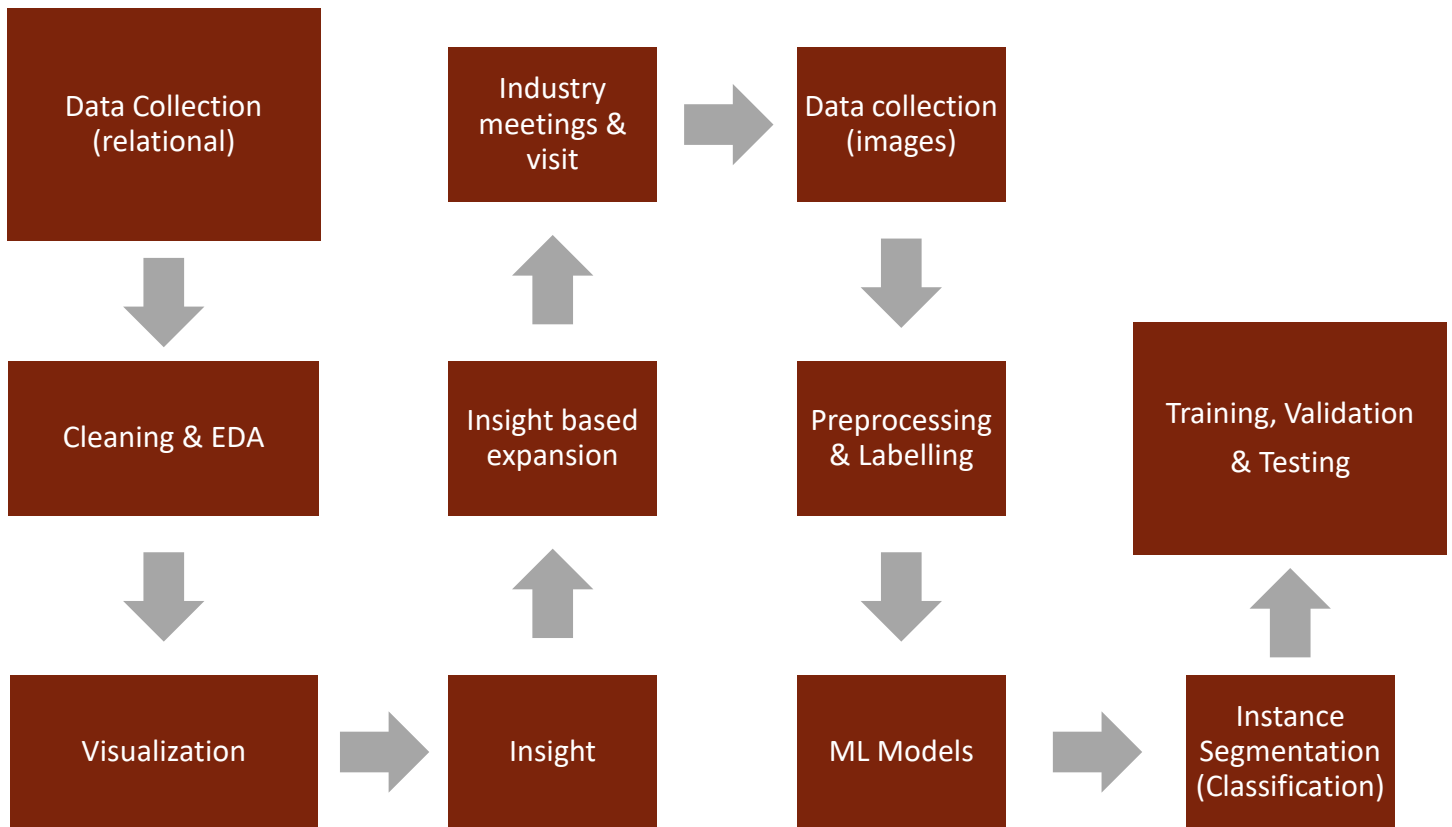 Data Collection
(relational)
Cleaning & EDA
Visualization
Insight
Insight based
expansion
Industry
meetings &
visit
Data collection
(images)
Preprocessing
& Labelling
ML Models
Instance
Segmentation
(Classification)
Training, Validation
& Testing